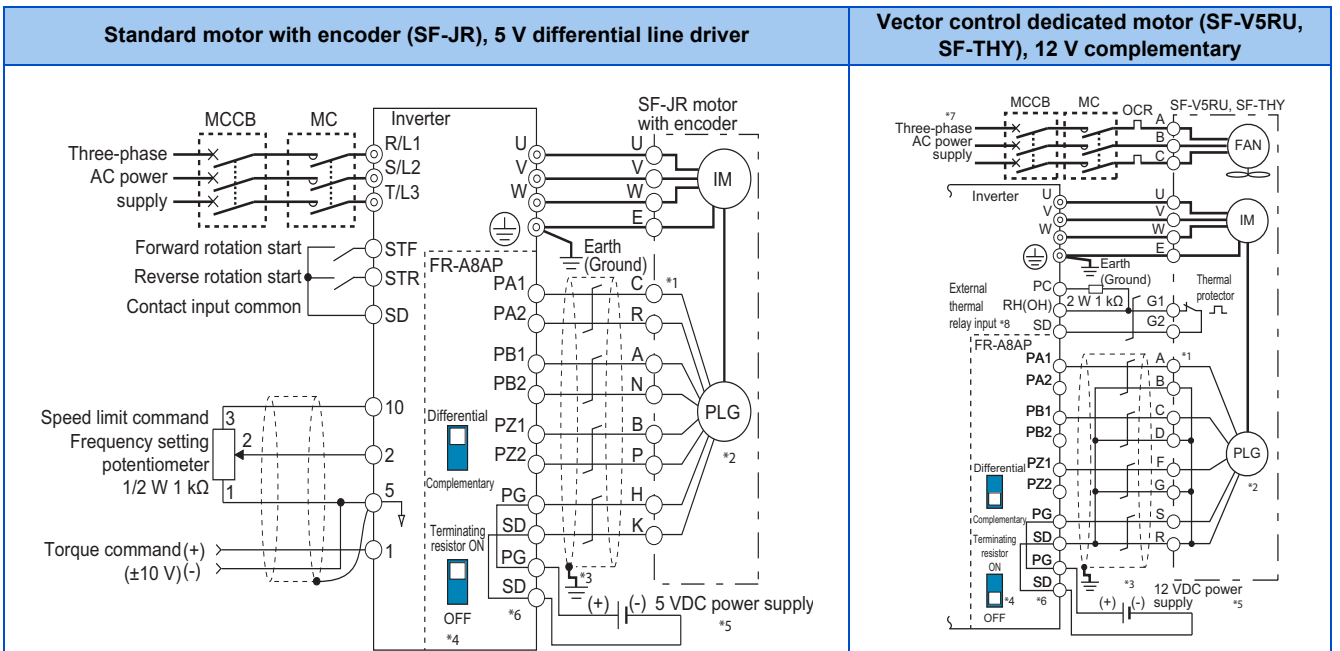 Standard motor with encoder (SF-JR), 5 V differential line driver
MCCB
MC
Inverter
SF-JR motor
with encoder
Three-phase
AC power
supply
R/L1
S/L2
T/L3
U
V
W
U
V
W
E
IM
Earth
(Ground)
Forward rotation start
Reverse rotation start
Contact input common
STF
STR
SD
FR-A8AP
PA1
PA2
PB1
PB2
PZ1
PZ2
PG
SD
PG
SD
C
R
A
N
B
P
H
K
*1
PLG
*2
Differential
Complementary
Terminating
resistor ON
OFF
*4
*6
*3
(+)
(-)
5 VDC power supply
*5
Speed limit command
Frequency setting
potentiometer
1/2 W 1 kΩ
3
2
1
10
2
5
1
Torque command(+)
(±10 V)(-)
Vector control dedicated motor (SF-V5RU,
SF-THY), 12 V complementary
MCCB
MC
OCR
SF-V5RU, SF-THY
*7
Three-phase
AC power
supply
A
B
C
FAN
Inverter
U
V
W
U
V
W
E
IM
Earth
(Ground)
External
thermal
relay input *8
PC
RH(OH)
SD
2 W 1 kΩ
G1
G2
Thermal
protector
FR-A8AP
PA1
PA2
PB1
PB2
PZ1
PZ2
PG
SD
PG
SD
A
B
C
D
F
G
S
R
*1
PLG
*2
Differential
Complementary
Terminating
resistor
ON
*4
OFF
*6
*3
(+)
(-)
12 VDC power
supply
*5